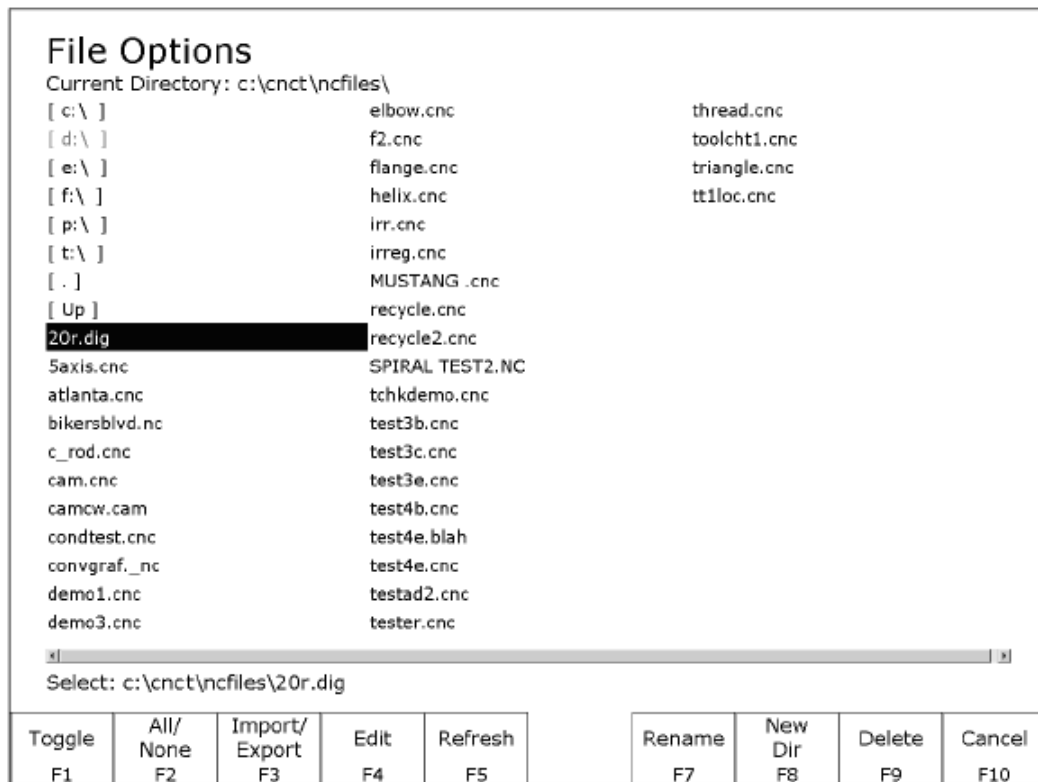 File Options
Current Directory: c:\cnct\ncfiles\
[ c:\ ]
[ d:\ ]
[ e:\ ]
[ f:\ ]
[ p:\ ]
[ t:\ ]
[ . ]
[ Up ]
20r.dig
5axis.cnc
atlanta.cnc
bikersblvd.nc
c_rod.cnc
cam.cnc
camcw.cam
condtest.cnc
convgraf._nc
demo1.cnc
demo3.cnc
elbow.cnc
f2.cnc
flange.cnc
helix.cnc
irr.cnc
irreg.cnc
MUSTANG .cnc
recycle.cnc
recycle2.cnc
SPIRAL TEST2.NC
tchkdemo.cnc
test3b.cnc
test3c.cnc
test3e.cnc
test4b.cnc
test4e.blah
test4e.cnc
testad2.cnc
tester.cnc
thread.cnc
toolcht1.cnc
triangle.cnc
tt1loc.cnc
Select: c:\cnct\ncfiles\20r.dig
Toggle
F1
All/
None
F2
Import/
Export
F3
Edit
F4
Refresh
F5
Rename
F7
New
Dir
F8
Delete
F9
Cancel
F10